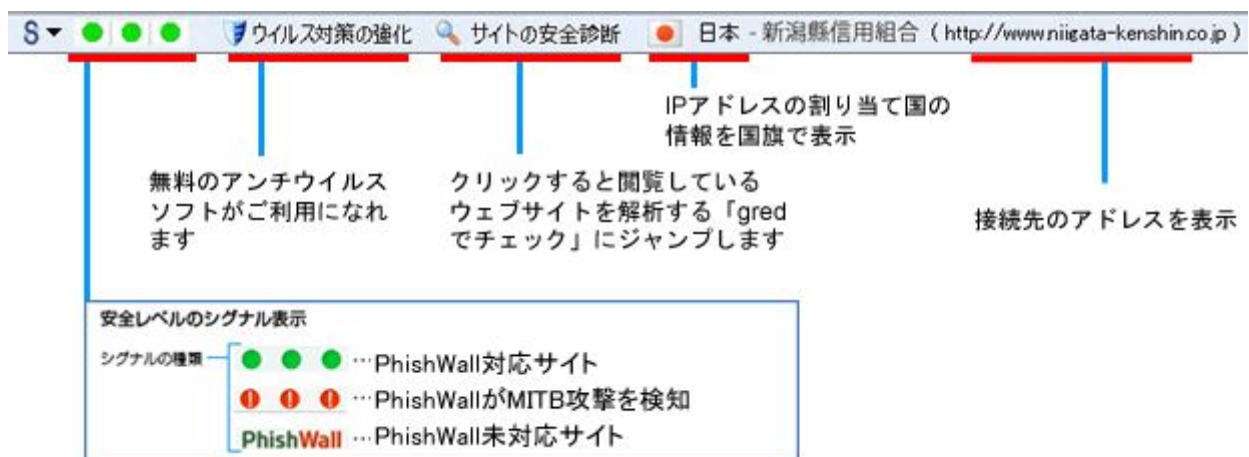 S▼ ウイルス対策の強化 サイトの安全診断 日本 - 新潟縣信用組合 ( http://www.niigata-kenshin.co.jp )
IPアドレスの割り当て国の
情報を国旗で表示
無料のアンチウイルス
ソフトがご利用になれ
ます
クリックすると閲覧している
ウェブサイトを解析する「gred
でチェック」にジャンプします
接続先のアドレスを表示
安全レベルのシグナル表示
シグナルの種類
…PhishWall対応サイト
…PhishWallがMITB攻撃を検知
PhishWall …PhishWall未対応サイト